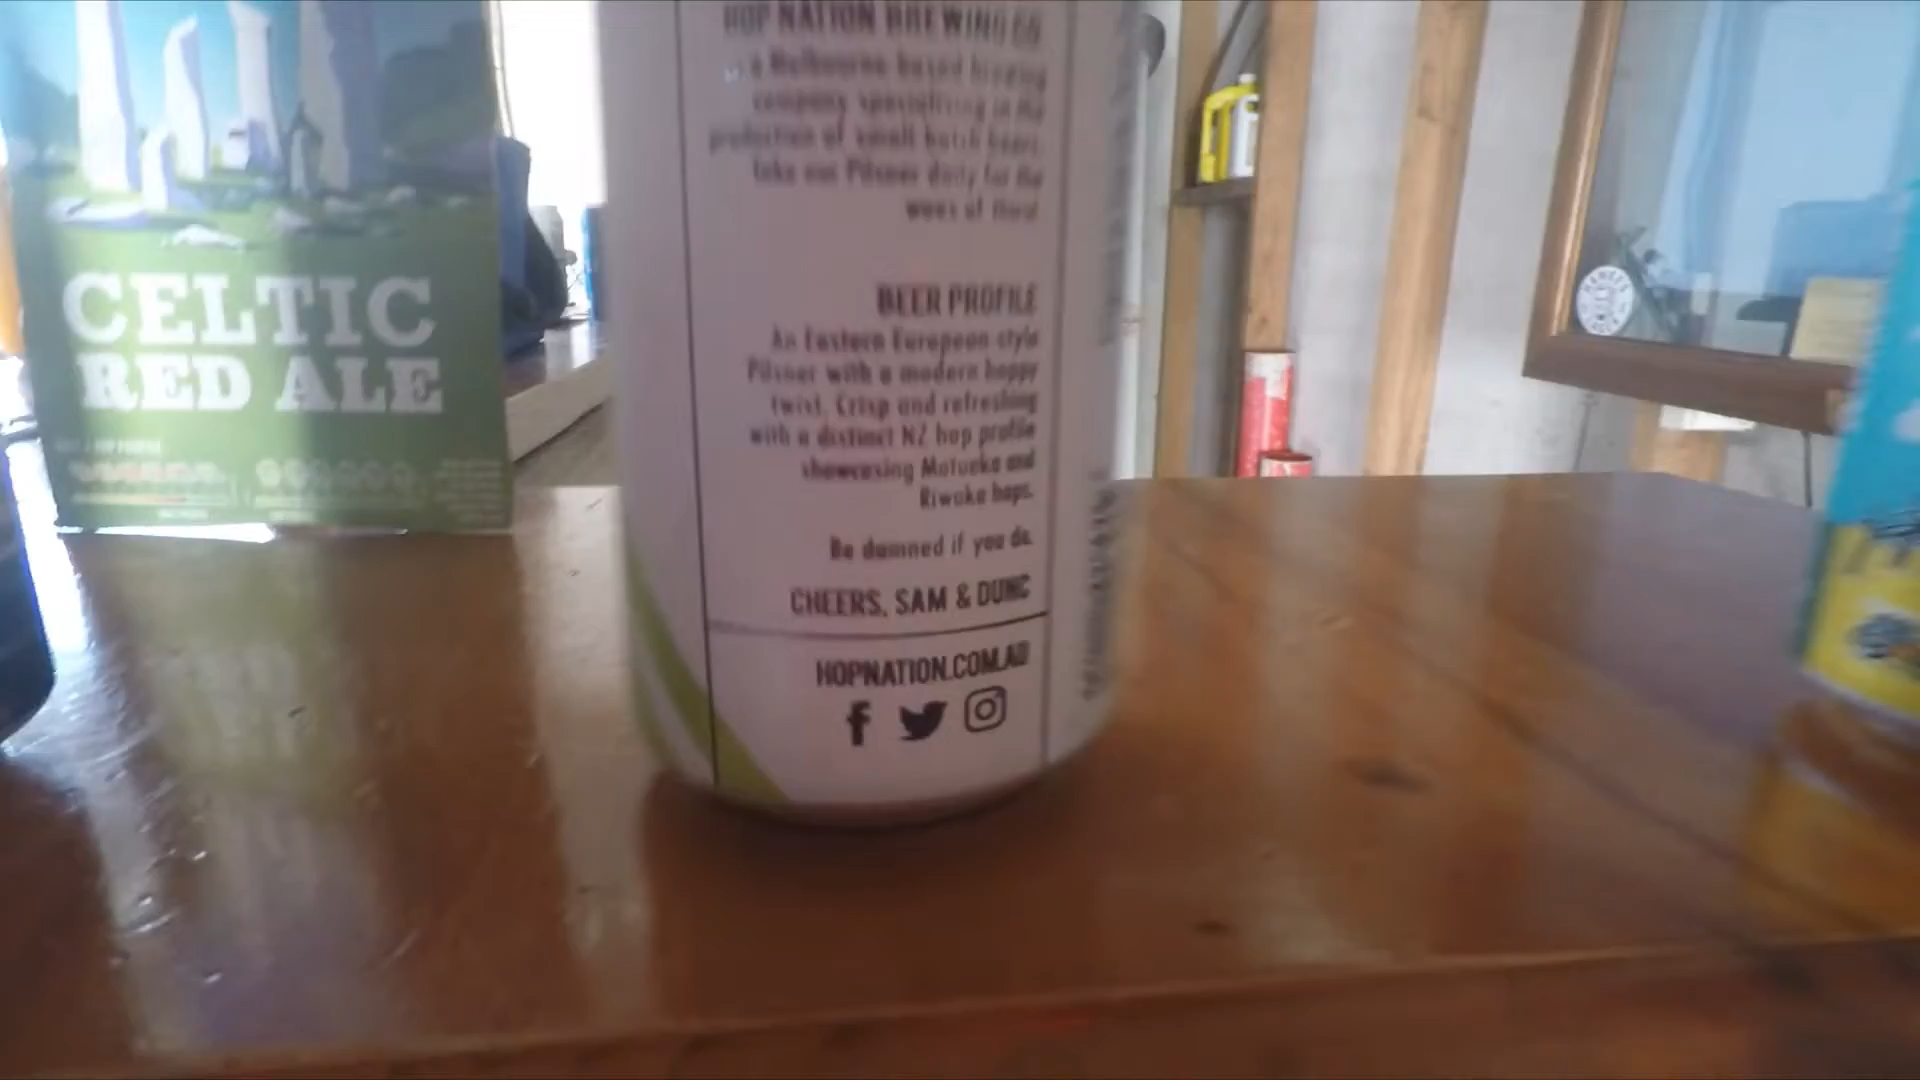 HOP NATION BREWING CO
a Melbourne based brewing
company specialising in the
production of small batch beers.
Take our Pilsner daily for the
woes of thirst
BEER PROFILE
An Eastern European style
Pilsner with a modern hoppy
twist. Crisp and refreshing
with a distinct NZ hop profile
showcasing Motueka and
Riwaka hops.
Be damned if you do.
CHEERS, SAM & DUNC
HOPNATION.COM.AU
CELTIC
RED ALE